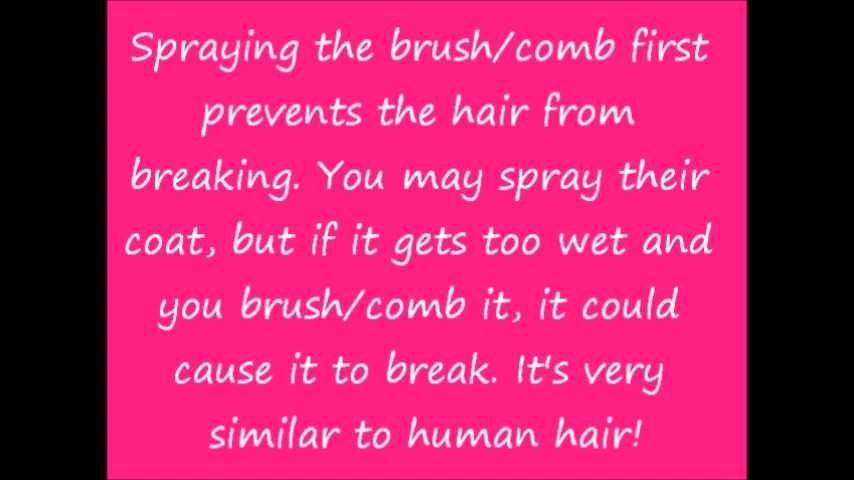 Spraying the brush/comb first
prevents the hair from
breaking. You may spray their
coat, but if it gets too wet and
you brush/comb it, it could
cause it to break. It's very
similar to human hair!